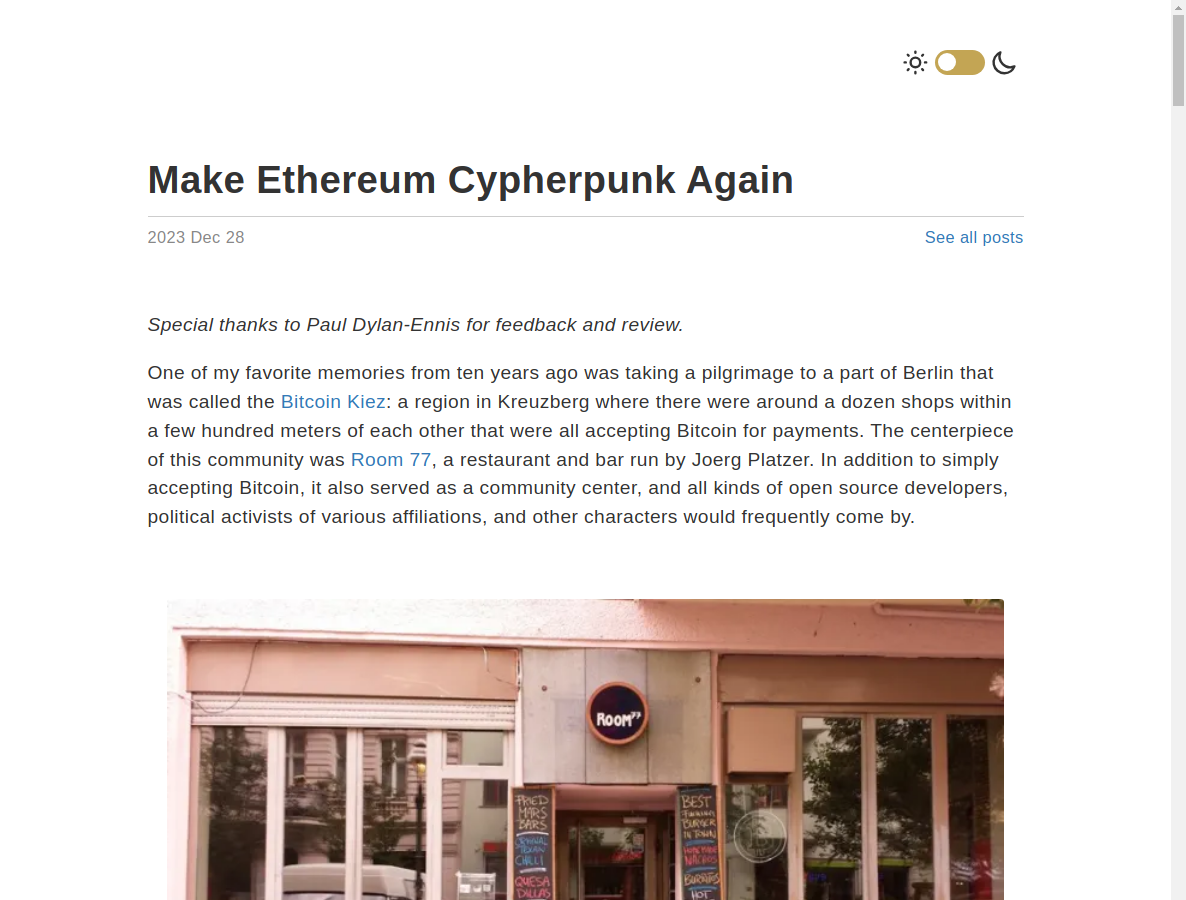 Make Ethereum Cypherpunk Again
2023 Dec 28
See all posts
Special thanks to Paul Dylan-Ennis for feedback and review.
One of my favorite memories from ten years ago was taking a pilgrimage to a part of Berlin that
was called the Bitcoin Kiez: a region in Kreuzberg where there were around a dozen shops within
a few hundred meters of each other that were all accepting Bitcoin for payments. The centerpiece
of this community was Room 77, a restaurant and bar run by Joerg Platzer. In addition to simply
accepting Bitcoin, it also served as a community center, and all kinds of open source developers,
political activists of various affiliations, and other characters would frequently come by.
ROOM77
FRIED
MARS
BARS
CHILLI
QUESA
DILLAS
BEST
BURGER
IN TOWN
NACHOS
BURRITOS
HOT